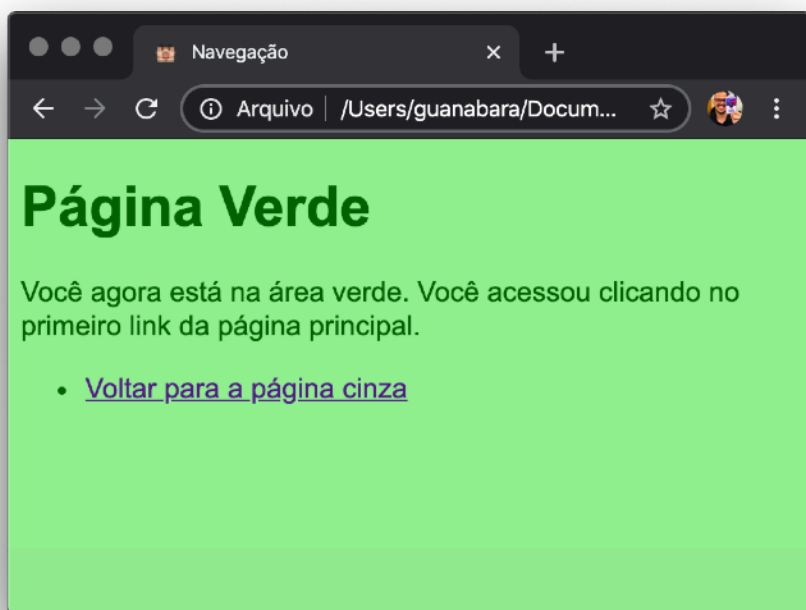 Navegação
Arquivo /Users/guanabara/Docum...
Página Verde
Você agora está na área verde. Você acessou clicando no
primeiro link da página principal.
Voltar para a página cinza